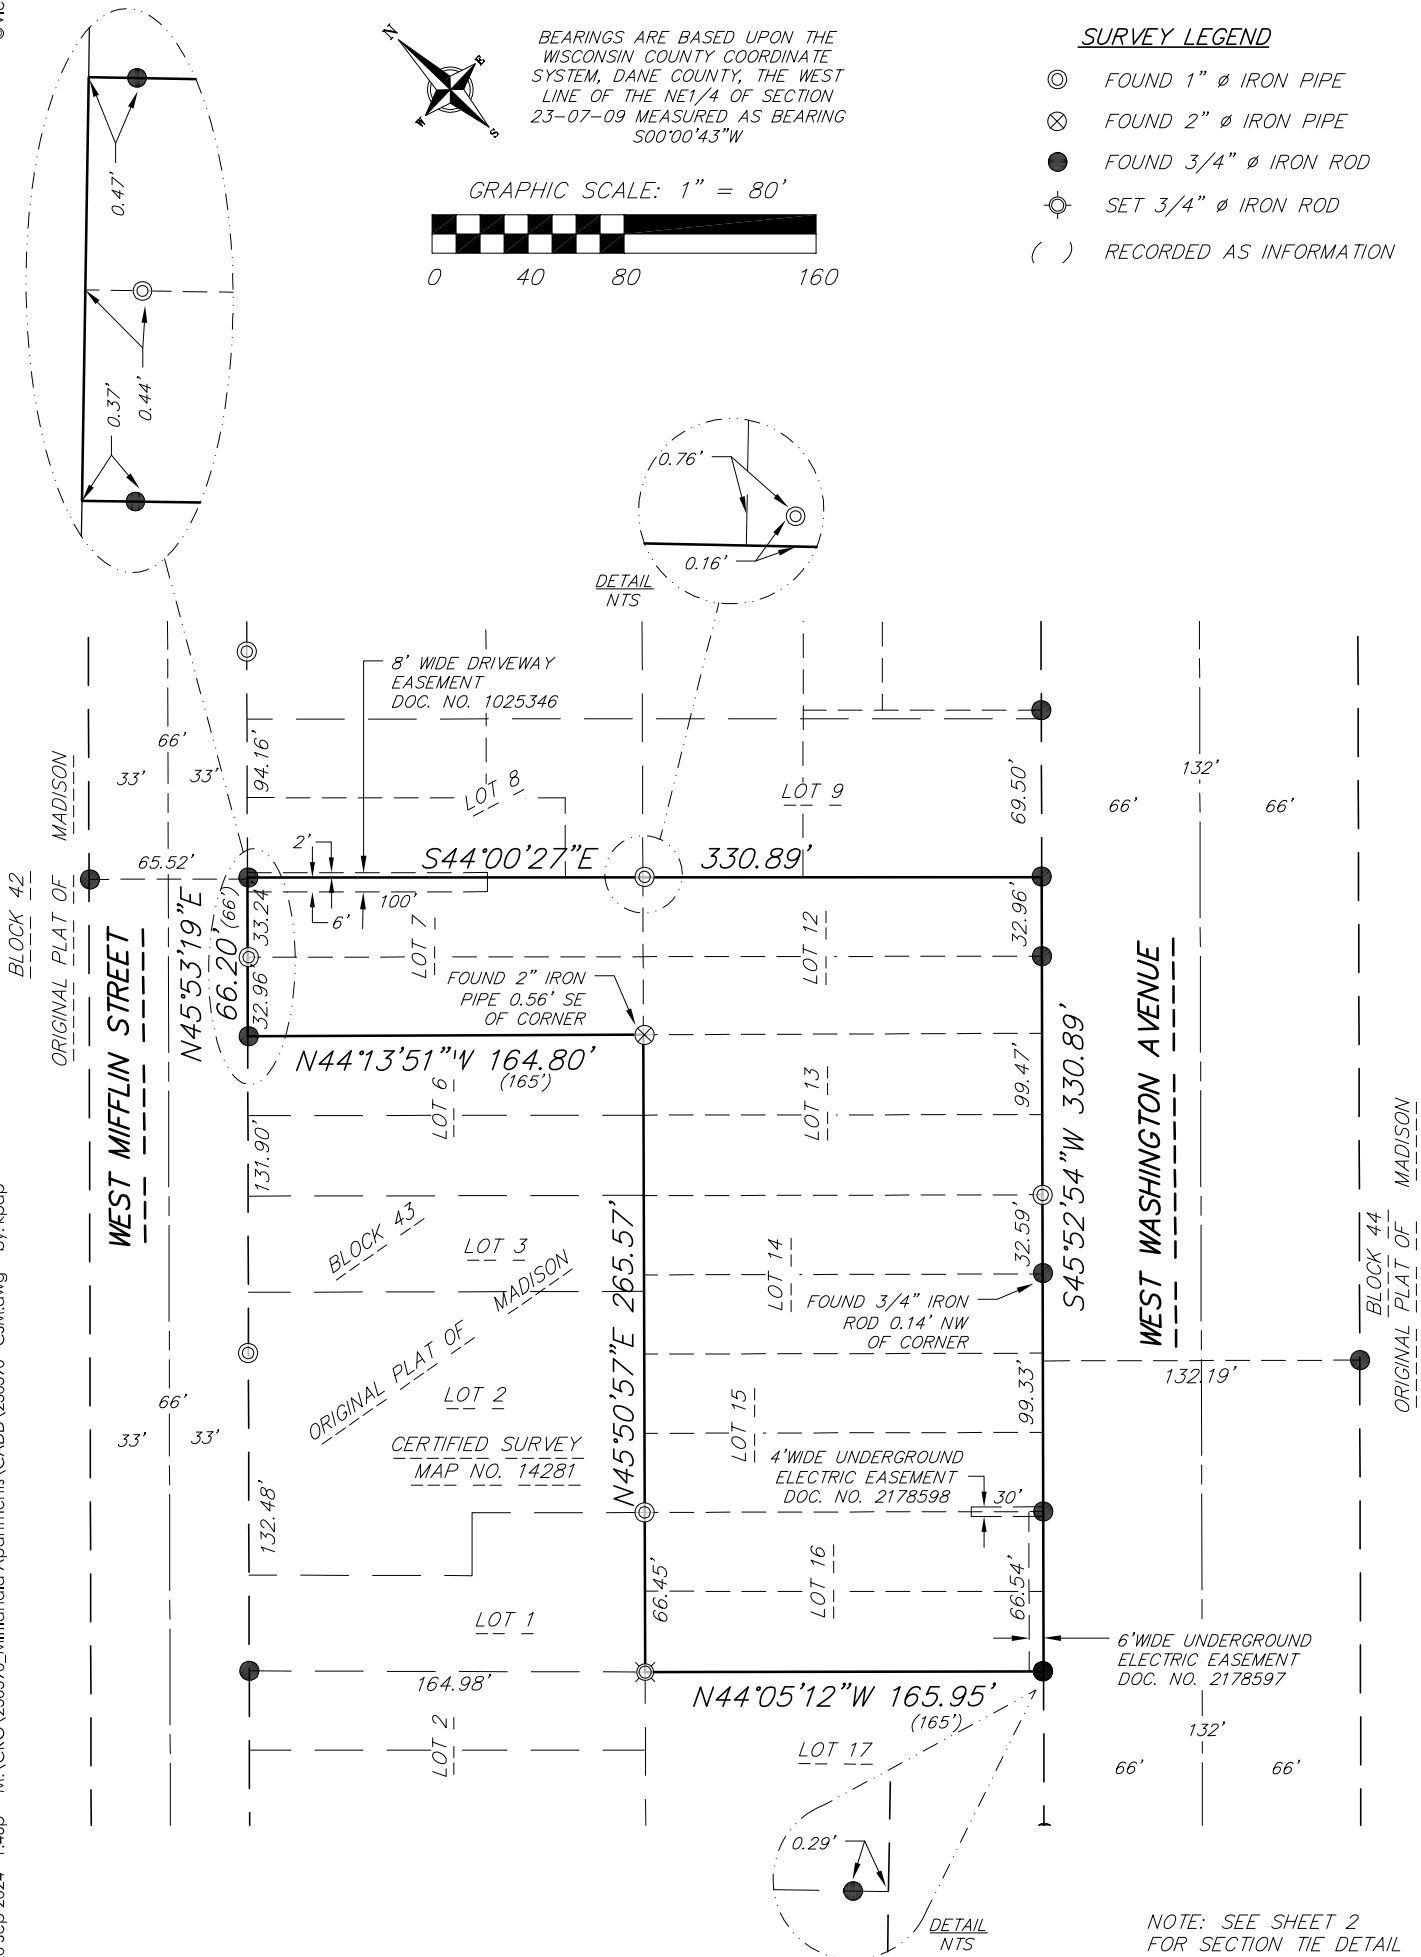 BEARINGS ARE BASED UPON THE
WISCONSIN COUNTY COORDINATE
SYSTEM, DANE COUNTY, THE WEST
LINE OF THE NE1/4 OF SECTION
23-07-09 MEASURED AS BEARING
S00°00'43"W
N
E
W
S
GRAPHIC SCALE: 1" = 80'
0 40 80 160
SURVEY LEGEND
FOUND 1" ø IRON PIPE
FOUND 2" ø IRON PIPE
FOUND 3/4" ø IRON ROD
SET 3/4" ø IRON ROD
( ) RECORDED AS INFORMATION
0.47'
0.44'
0.37'
0.76'
0.16'
DETAIL
NTS
8' WIDE DRIVEWAY
EASEMENT
DOC. NO. 1025346
66'
33' 33'
94.16'
LOT 8
LOT 9
69.50'
132'
66' 66'
BLOCK 42
ORIGINAL PLAT OF MADISON
65.52'
2'
S44°00'27"E 330.89'
100'
6'
N45°53'19"E
66.20' (66')
33.24'
32.96'
LOT 7
LOT 12
32.96'
WEST MIFFLIN STREET
FOUND 2" IRON
PIPE 0.56' SE
OF CORNER
N44°13'51"W 164.80'
(165')
LOT 6
LOT 13
99.47'
S45°52'54"W 330.89'
WEST WASHINGTON AVENUE
131.90'
BLOCK 43
ORIGINAL PLAT OF MADISON
LOT 3
N45°50'57"E 265.57'
LOT 14
32.59'
FOUND 3/4" IRON
ROD 0.14' NW
OF CORNER
BLOCK 44
ORIGINAL PLAT OF MADISON
132.19'
66'
33' 33'
LOT 2
CERTIFIED SURVEY
MAP NO. 14281
LOT 15
99.33'
4'WIDE UNDERGROUND
ELECTRIC EASEMENT
DOC. NO. 2178598
30'
132.48'
66.45'
LOT 16
66.54'
LOT 1
6'WIDE UNDERGROUND
ELECTRIC EASEMENT
DOC. NO. 2178597
164.98'
N44°05'12"W 165.95'
(165')
LOT 2
LOT 17
132'
66' 66'
0.29'
DETAIL
NTS
NOTE: SEE SHEET 2
FOR SECTION TIE DETAIL